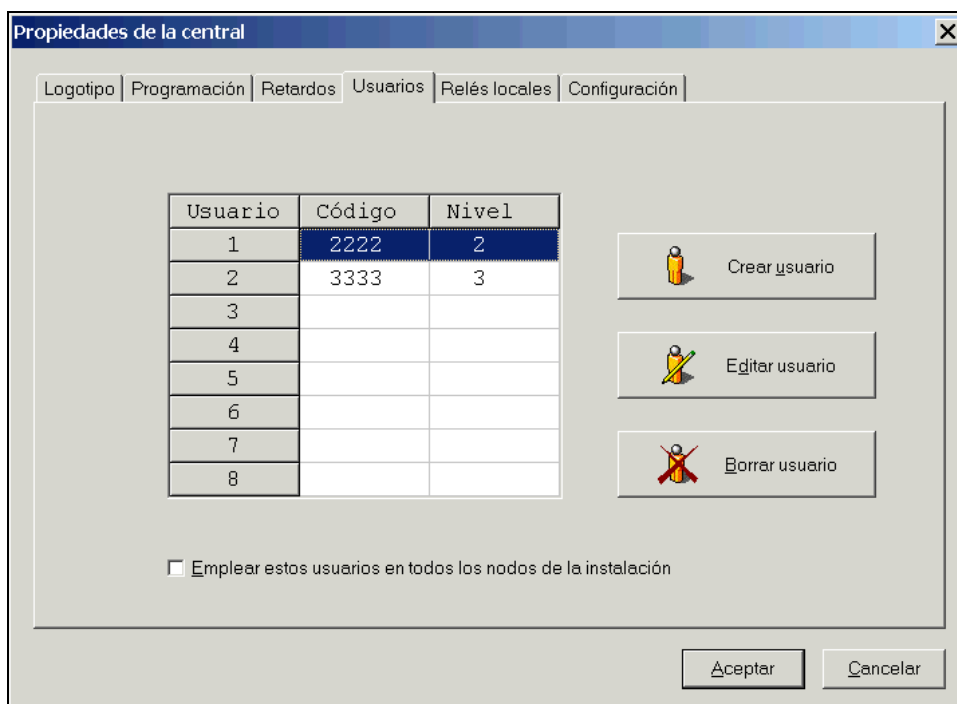 Propiedades de la central
Logotipo Programación Retardos Usuarios Relés locales Configuración
Usuario Código Nivel
1 2222 2
2 3333 3
3
4
5
6
7
8
Crear usuario
Editar usuario
Borrar usuario
Emplear estos usuarios en todos los nodos de la instalación
Aceptar Cancelar